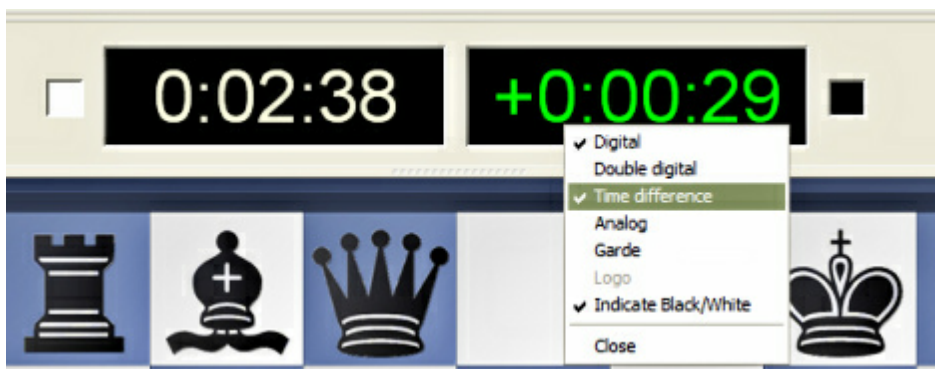 0:02:38
+0:00:29
Digital
Double digital
Time difference
Analog
Garde
Logo
Indicate Black/White
Close